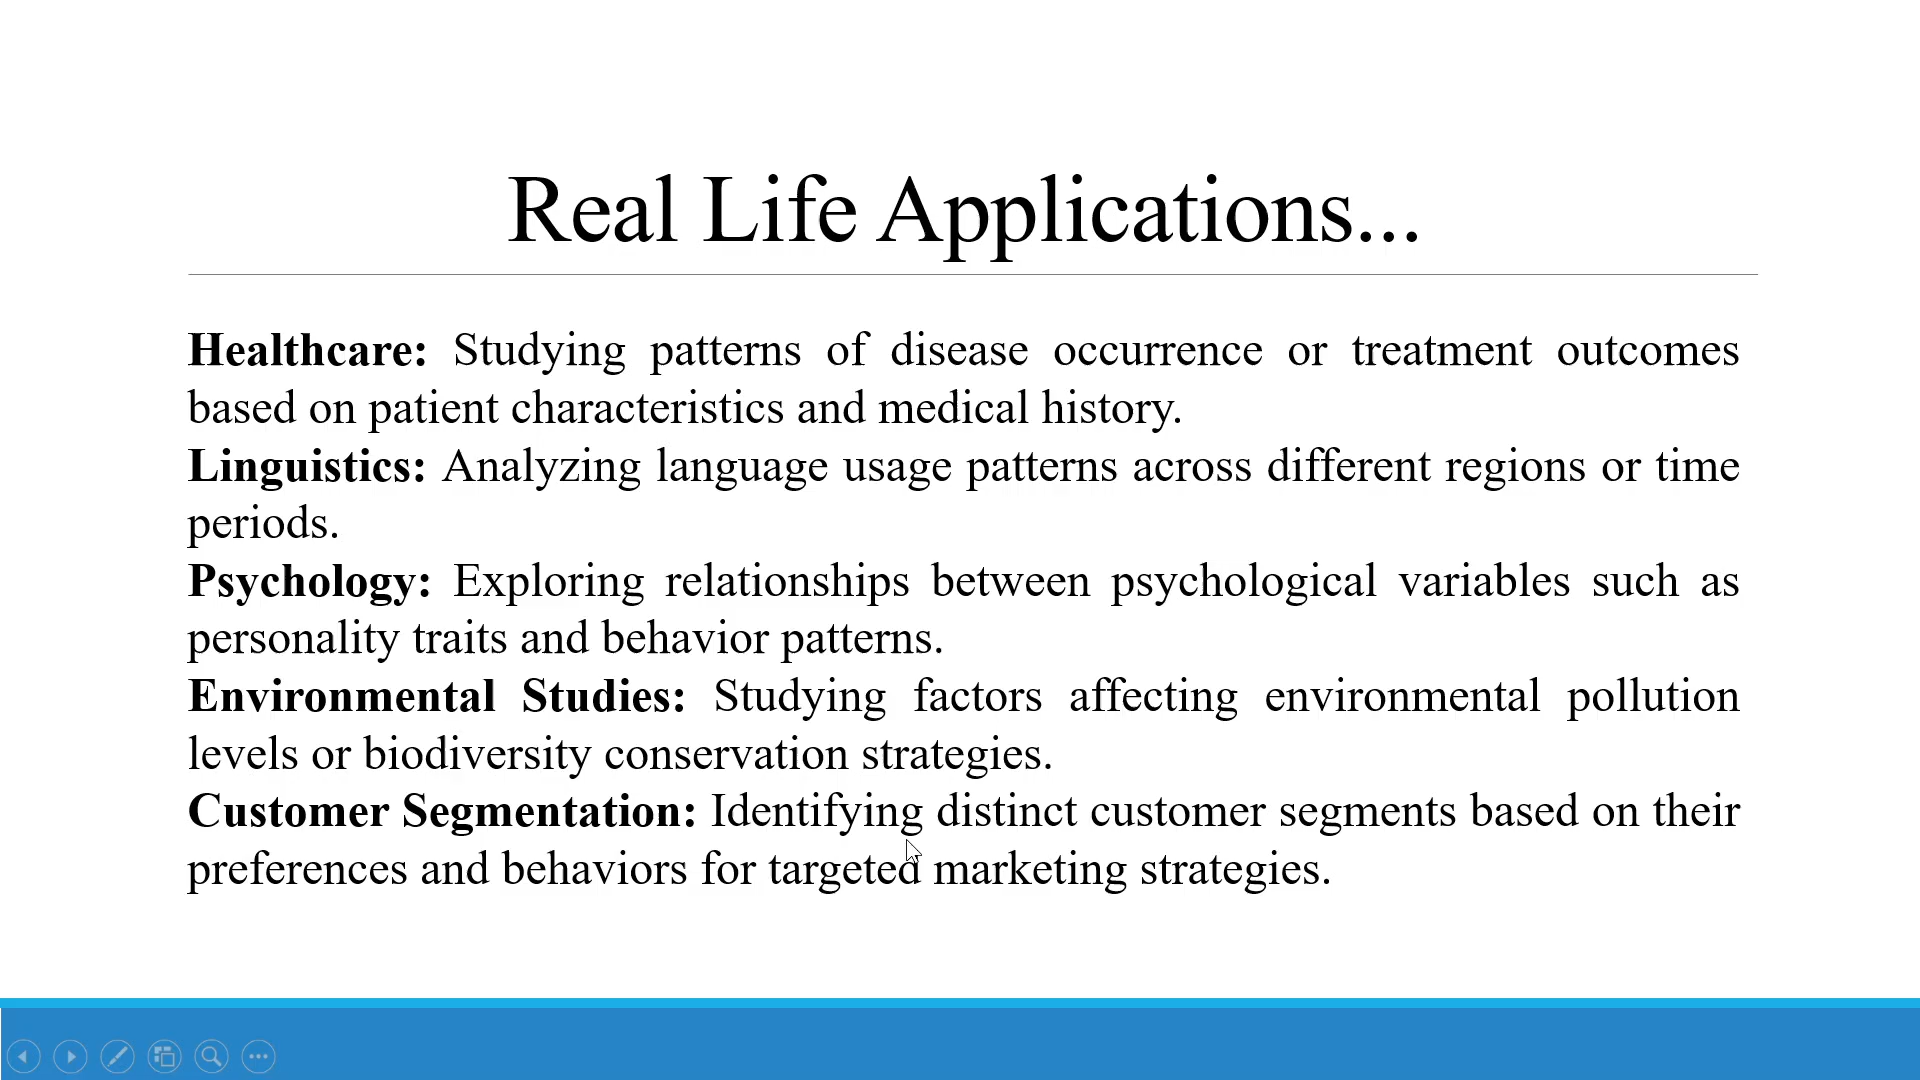 Real Life Applications...
Healthcare: Studying patterns of disease occurrence or treatment outcomes
based on patient characteristics and medical history.
Linguistics: Analyzing language usage patterns across different regions or time
periods.
Psychology: Exploring relationships between psychological variables such as
personality traits and behavior patterns.
Environmental Studies: Studying factors affecting environmental pollution
levels or biodiversity conservation strategies.
Customer Segmentation: Identifying distinct customer segments based on their
preferences and behaviors for targeted marketing strategies.